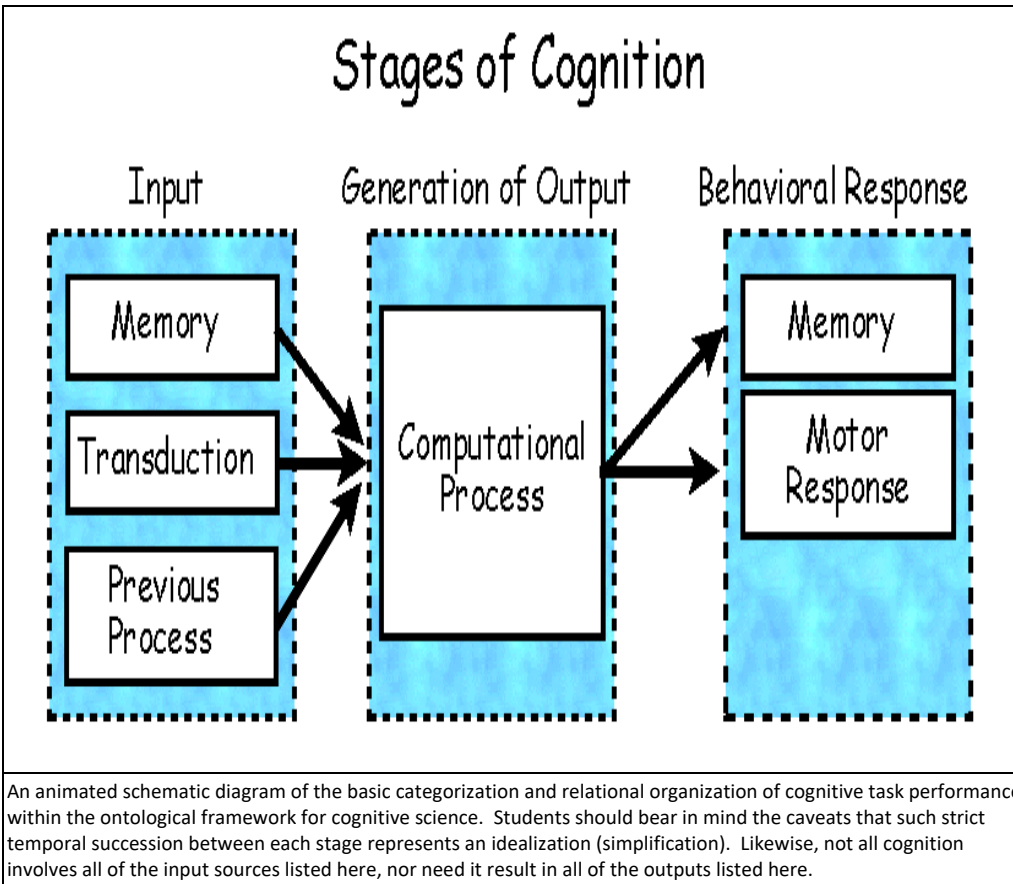 Stages of Cognition
Input
Generation of Output
Behavioral Response
Memory
Transduction
Previous
Process
Computational
Process
Memory
Motor
Response
An animated schematic diagram of the basic categorization and relational organization of cognitive task performance
within the ontological framework for cognitive science.  Students should bear in mind the caveats that such strict
temporal succession between each stage represents an idealization (simplification).  Likewise, not all cognition
involves all of the input sources listed here, nor need it result in all of the outputs listed here.